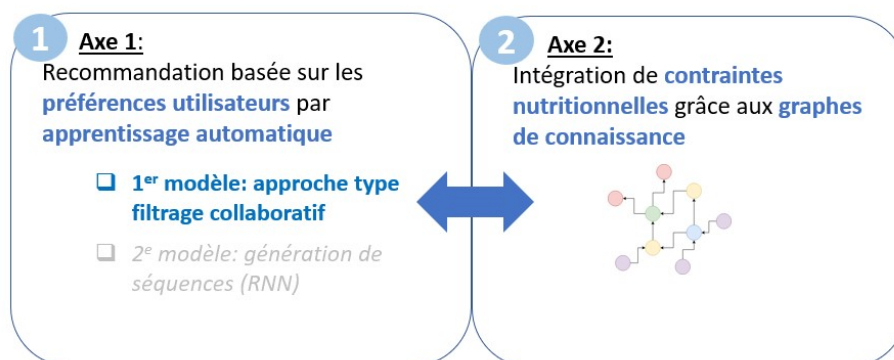 1
Axe 1:
Recommandation basée sur les
préférences utilisateurs par
apprentissage automatique
1er modèle: approche type
filtrage collaboratif
2e modèle: génération de
séquences (RNN)
2
Axe 2:
Intégration de contraintes
nutritionnelles grâce aux graphes
de connaissance